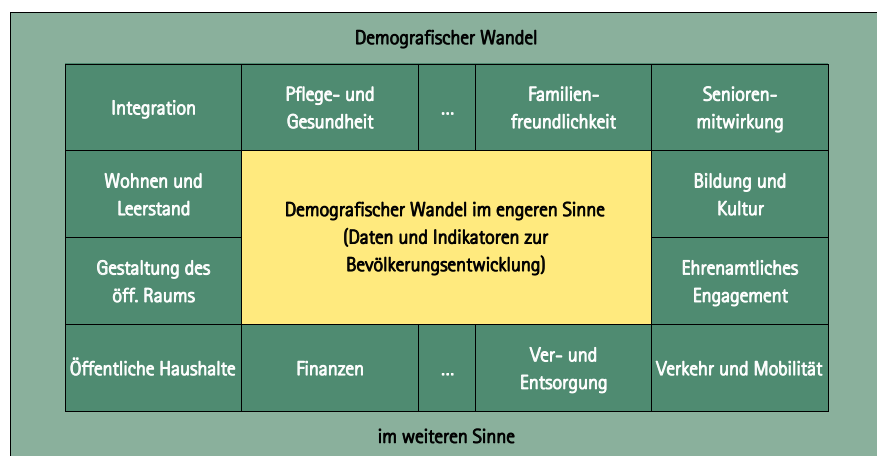 Demografischer Wandel
Integration
Pflege- und
Gesundheit
...
Familien-
freundlichkeit
Senioren-
mitwirkung
Wohnen und
Leerstand
Demografischer Wandel im engeren Sinne
(Daten und Indikatoren zur
Bevölkerungsentwicklung)
Bildung und
Kultur
Gestaltung des
öff. Raums
Ehrenamtliches
Engagement
Öffentliche Haushalte
Finanzen
...
Ver- und
Entsorgung
Verkehr und Mobilität
im weiteren Sinne